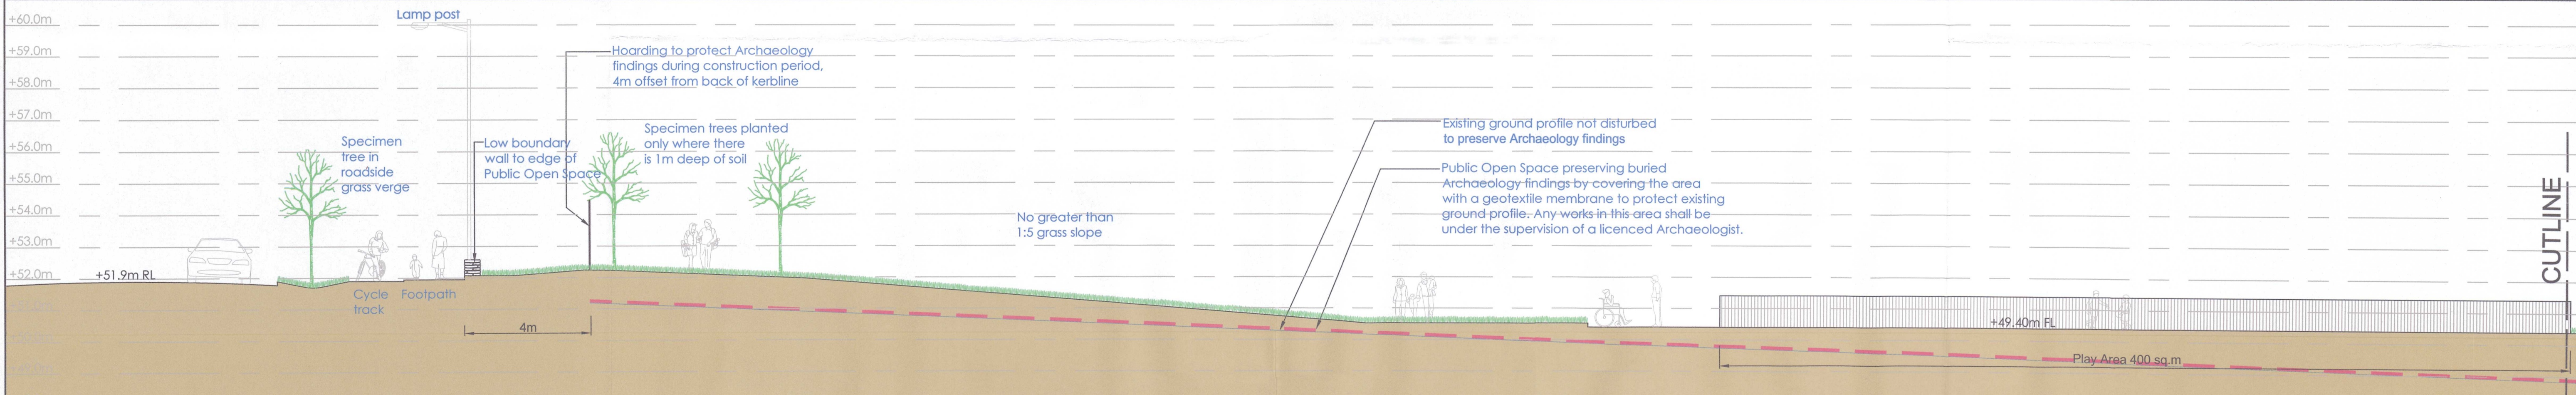 +60.0m
+59.0m
+58.0m
+57.0m
+56.0m
+55.0m
+54.0m
+53.0m
+52.0m
+51.9m RL
Lamp post
Hoarding to protect Archaeology
findings during construction period,
4m offset from back of kerbline
Specimen
tree in
roadside
grass verge
Low boundary
wall to edge of
Public Open Space
Specimen trees planted
only where there
is 1m deep of soil
Cycle
track
Footpath
4m
No greater than
1:5 grass slope
Existing ground profile not disturbed
to preserve Archaeology findings
Public Open Space preserving buried
Archaeology findings by covering the area
with a geotextile membrane to protect existing
ground profile. Any works in this area shall be
under the supervision of a licenced Archaeologist.
+49.40m FL
Play Area 400 sq.m
CUTLINE